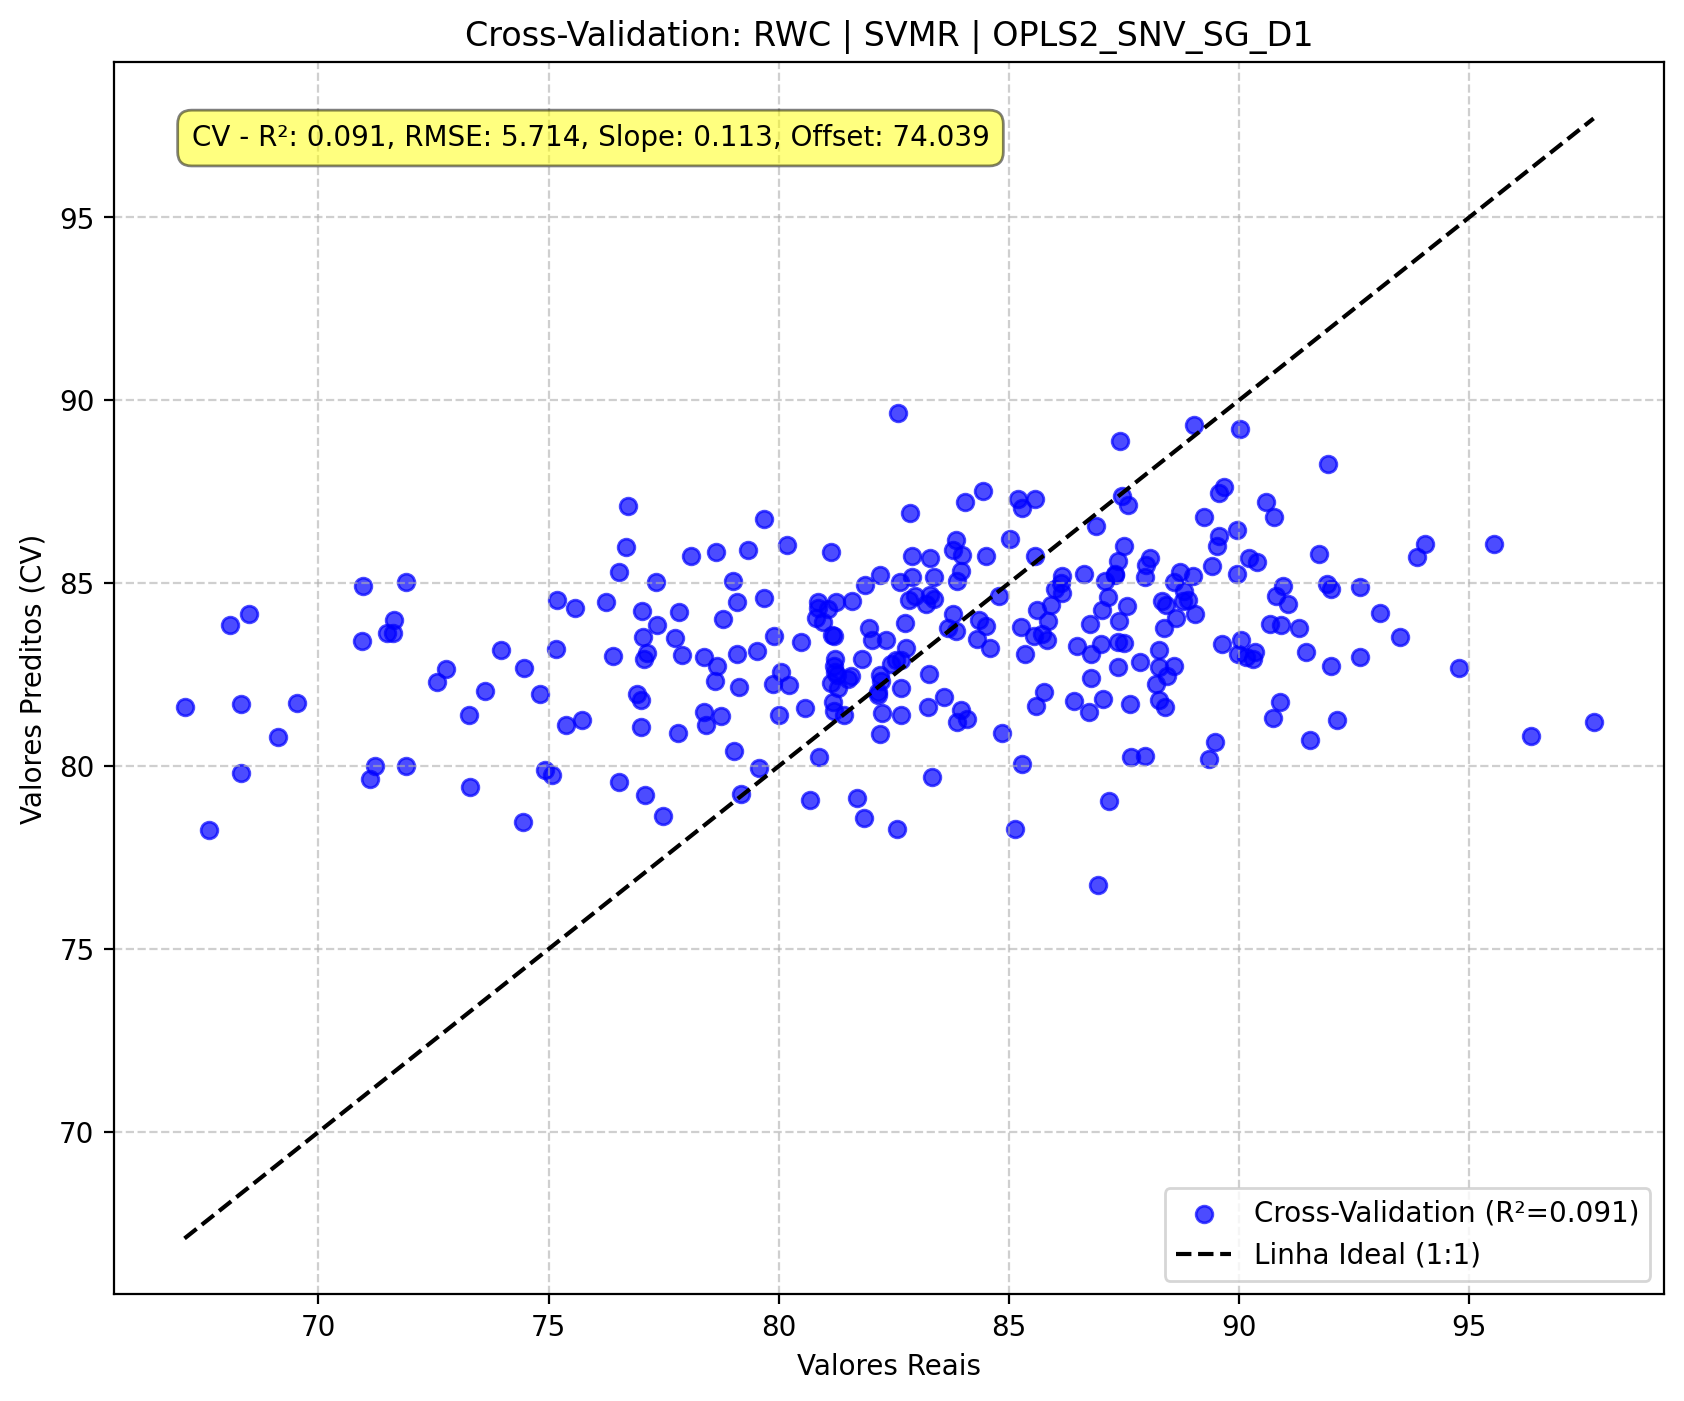 Cross-Validation: RWC | SVMR | OPLS2_SNV_SG_D1
CV - R²: 0.091, RMSE: 5.714, Slope: 0.113, Offset: 74.039
Valores Preditos (CV)
95
90
85
80
75
70
Cross-Validation (R²=0.091)
Linha Ideal (1:1)
70 75 80 85 90 95
Valores Reais